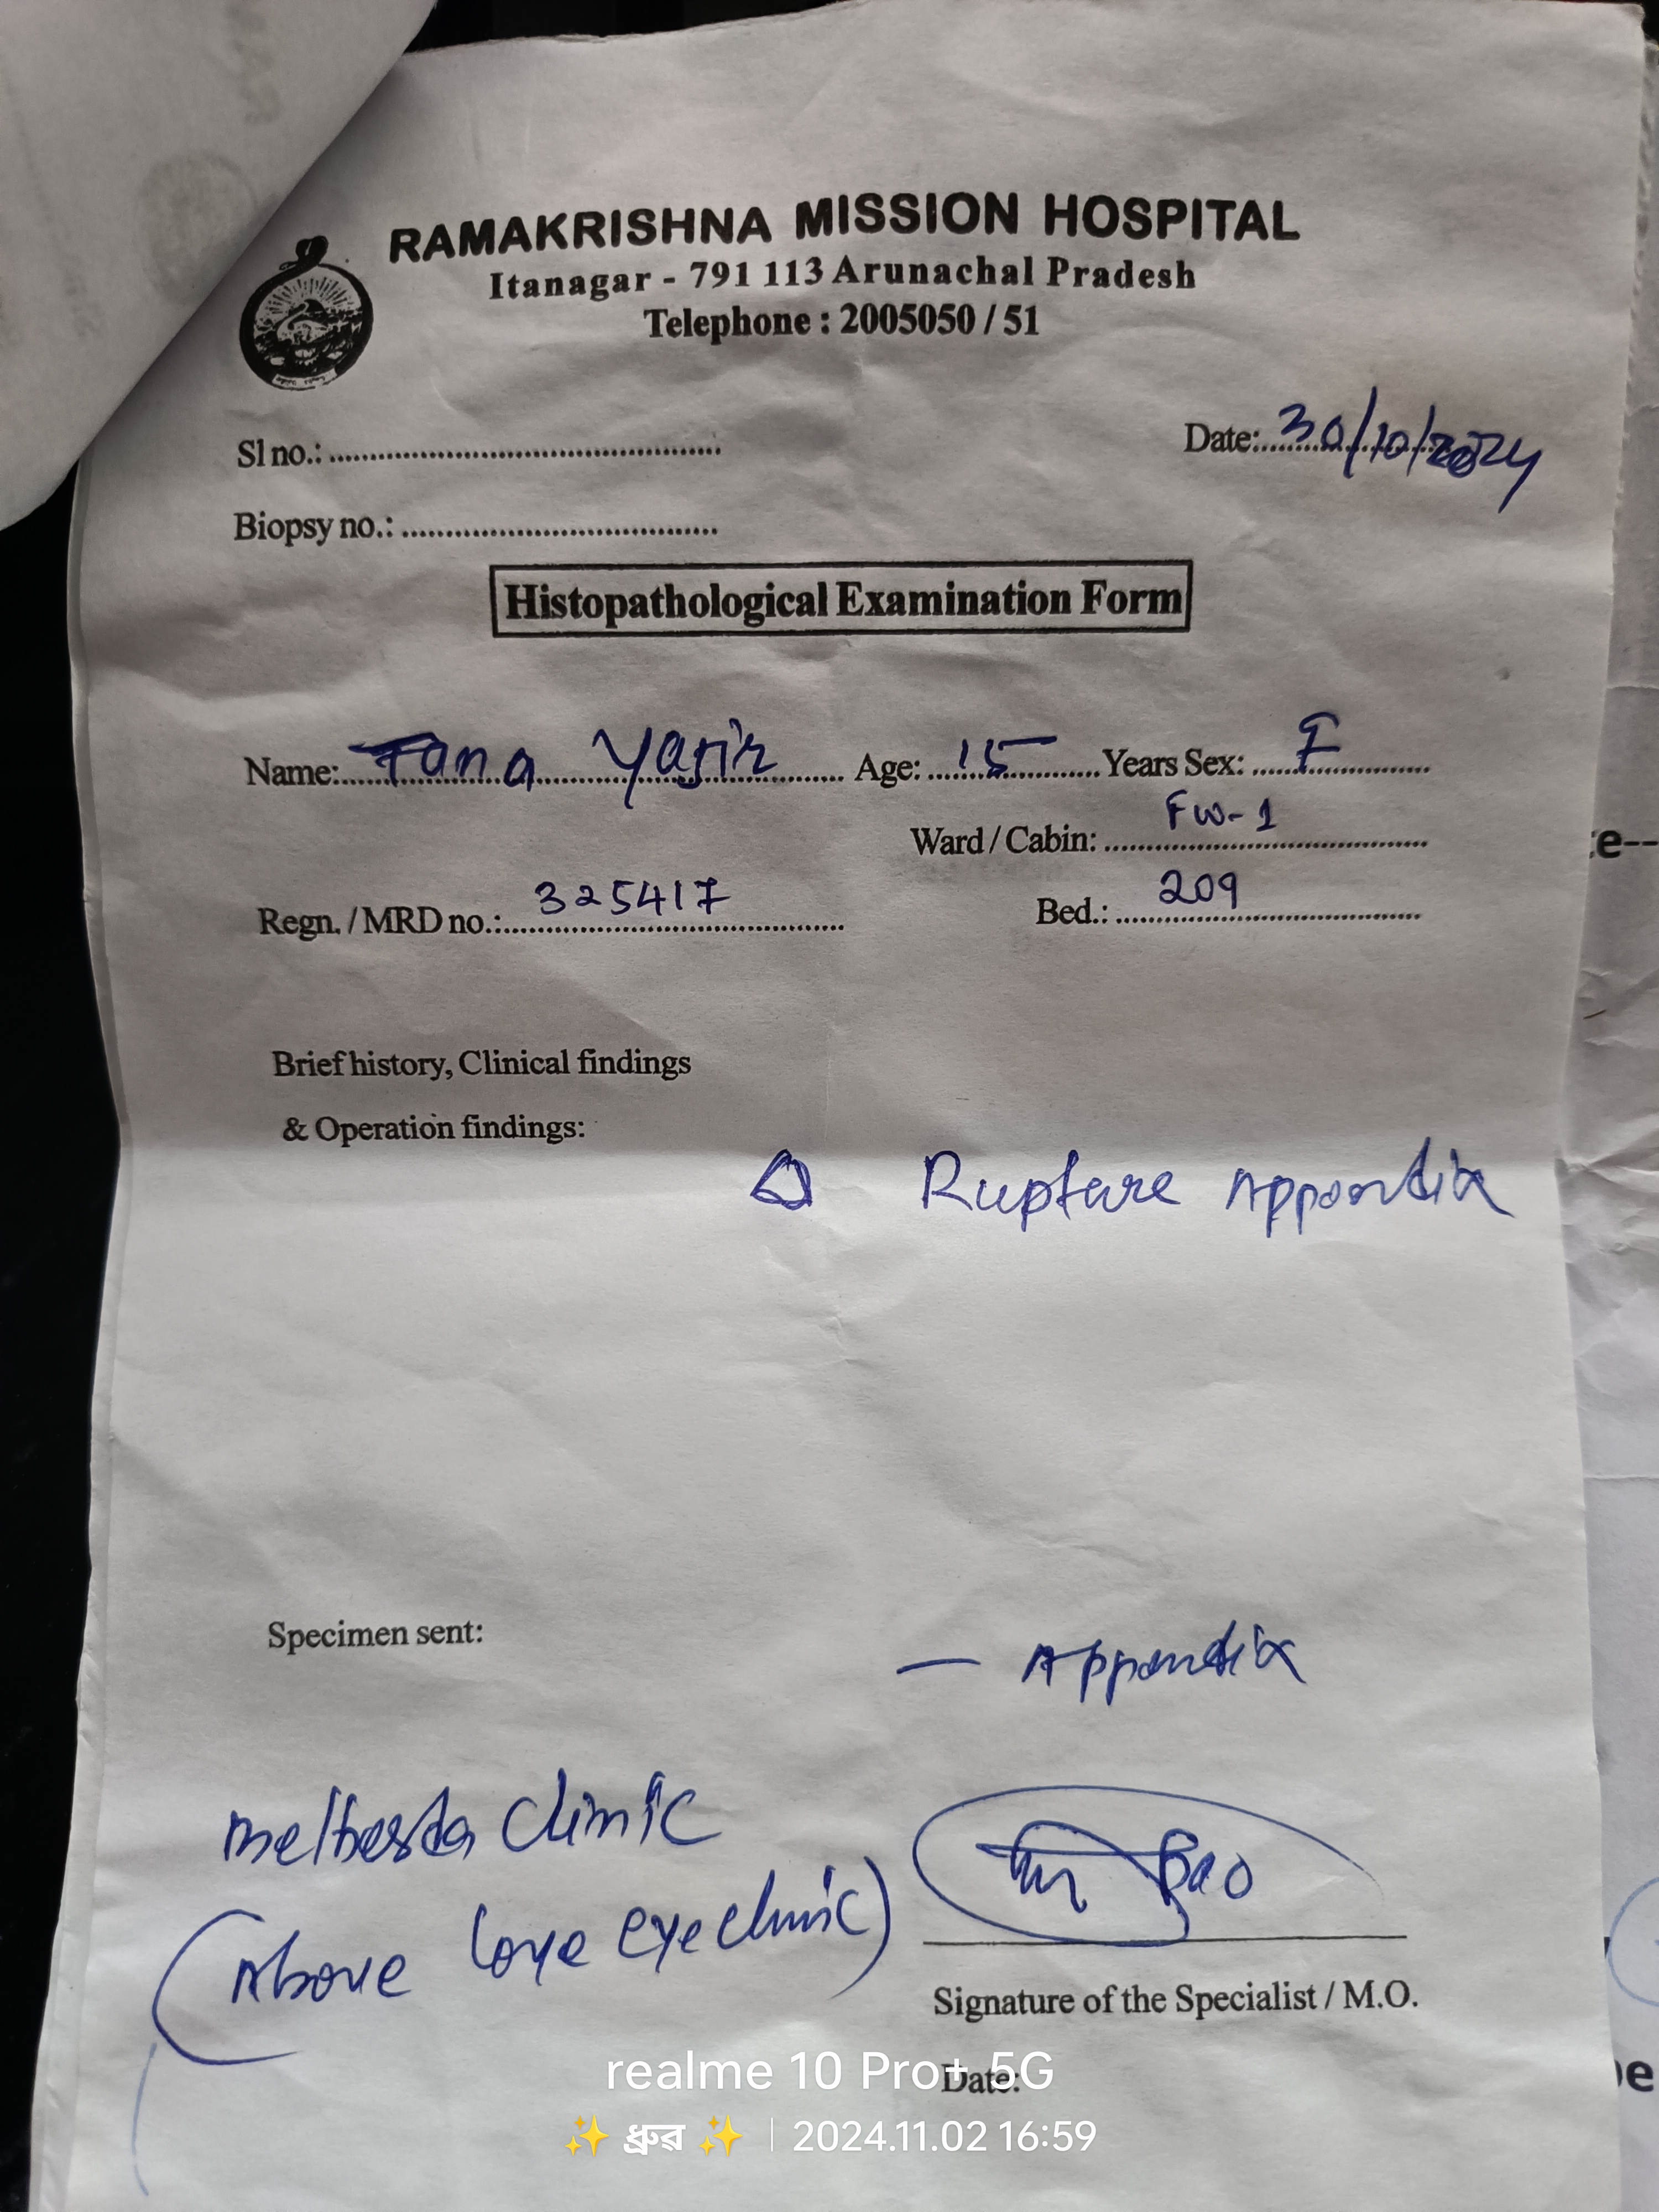 RAMAKRISHNA MISSION HOSPITAL
Itanagar - 791 113 Arunachal Pradesh
Telephone : 2005050 / 51
Sl no.:
Date: 30/10/2024
Biopsy no.:
Histopathological Examination Form
Name: Tana Age: 15 Years Sex: F
Ward / Cabin: FW-1
Regn. / MRD no.: 325417
Bed.: 209
Brief history, Clinical findings
& Operation findings:
Rupture Appendix
Specimen sent:
— Appendix
Clinic
(Above love eye clinic)
Signature of the Specialist / M.O.
Date:
realme 10 Pro+ 5G
✨ ধ্রুৱ ✨ | 2024.11.02 16:59